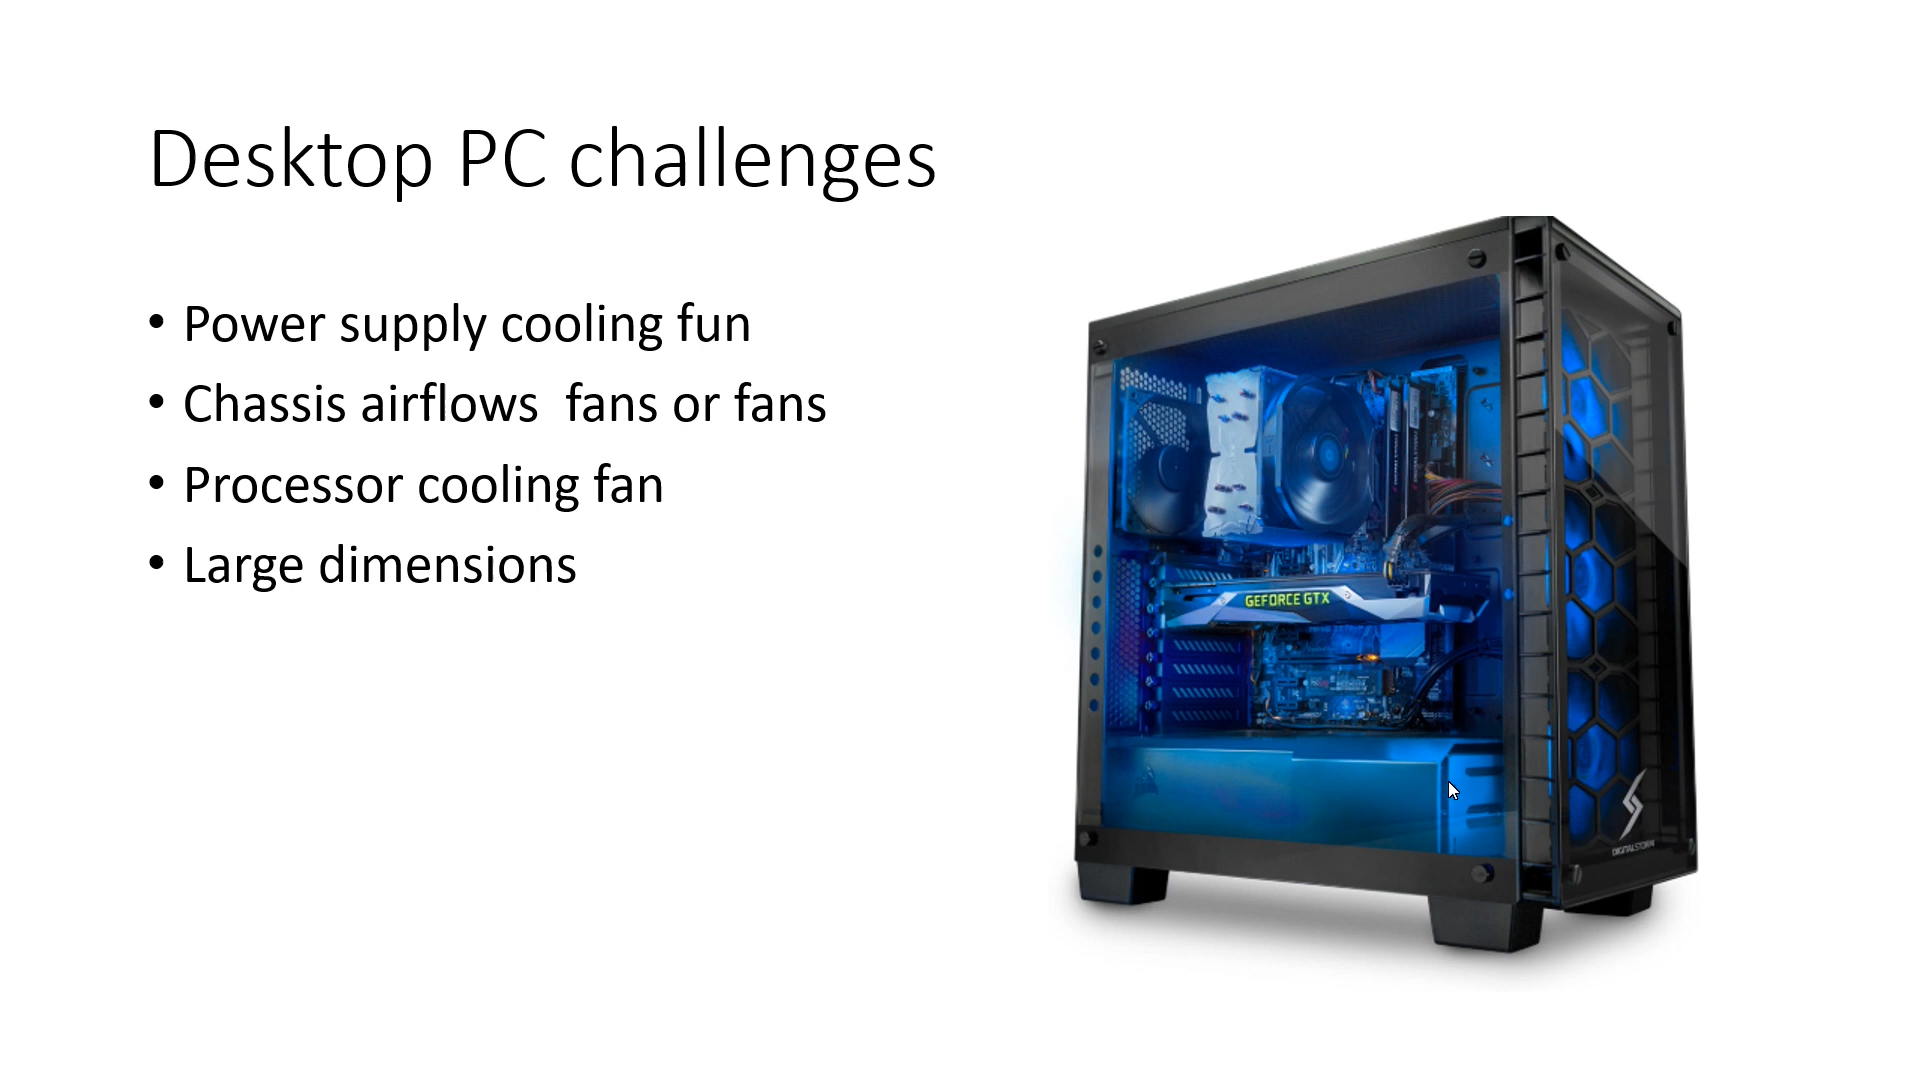 Desktop PC challenges
• Power supply cooling fun
• Chassis airflows  fans or fans
• Processor cooling fan
• Large dimensions
GEFORCE GTX
DIGITALSTORM